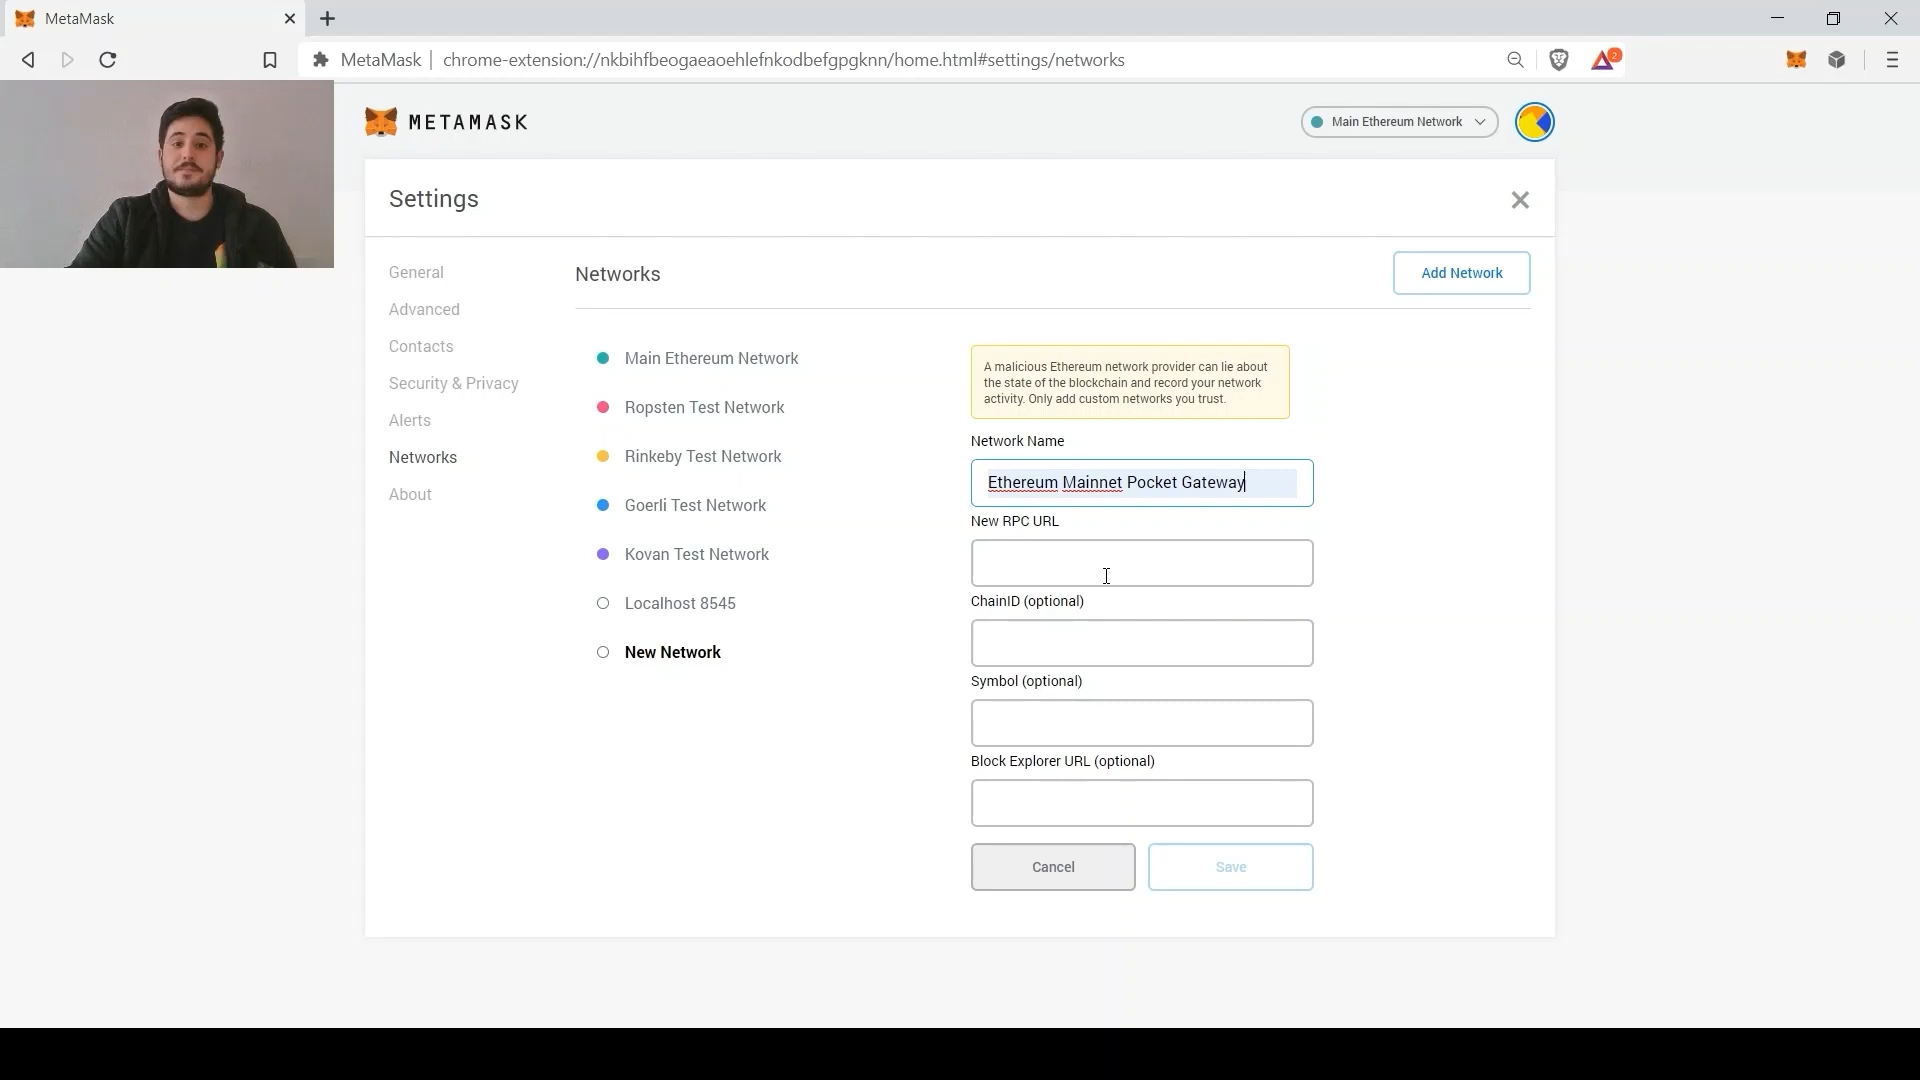 MetaMask
MetaMask | chrome-extension://nkbihfbeogaeaoehlefnkodbefgpgknn/home.html#settings/networks
2
METAMASK
Main Ethereum Network
Settings
General
Advanced
Contacts
Security & Privacy
Alerts
Networks
About
Networks
Add Network
Main Ethereum Network
Ropsten Test Network
Rinkeby Test Network
Goerli Test Network
Kovan Test Network
Localhost 8545
New Network
A malicious Ethereum network provider can lie about
the state of the blockchain and record your network
activity. Only add custom networks you trust.
Network Name
Ethereum Mainnet Pocket Gateway
New RPC URL
ChainID (optional)
Symbol (optional)
Block Explorer URL (optional)
Cancel
Save